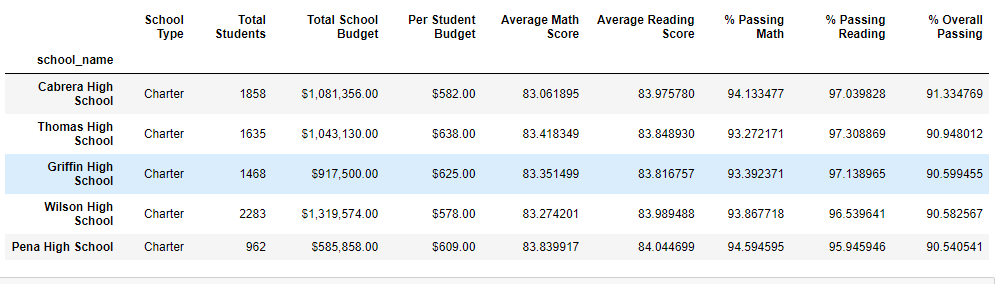 School Type Total Students Total School Budget Per Student Budget Average Math Score Average Reading Score % Passing Math % Passing Reading % Overall Passing
school_name
Cabrera High School Charter 1858 $1,081,356.00 $582.00 83.061895 83.975780 94.133477 97.039828 91.334769
Thomas High School Charter 1635 $1,043,130.00 $638.00 83.418349 83.848930 93.272171 97.308869 90.948012
Griffin High School Charter 1468 $917,500.00 $625.00 83.351499 83.816757 93.392371 97.138965 90.599455
Wilson High School Charter 2283 $1,319,574.00 $578.00 83.274201 83.989488 93.867718 96.539641 90.582567
Pena High School Charter 962 $585,858.00 $609.00 83.839917 84.044699 94.594595 95.945946 90.540541